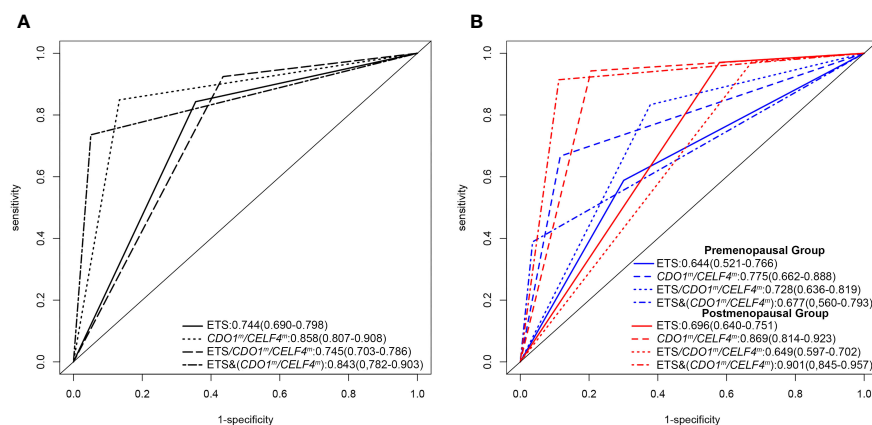 A
sensitivity
1.0
0.8
0.6
0.4
0.2
0.0
ETS:0.744(0.690-0.798)
CDO1ᵐ/CELF4ᵐ:0.858(0.807-0.908)
ETS/CDO1ᵐ/CELF4ᵐ:0.745(0.703-0.786)
ETS&(CDO1ᵐ/CELF4ᵐ):0.843(0,782-0.903)
0.0 0.2 0.4 0.6 0.8 1.0
1-specificity
B
sensitivity
1.0
0.8
0.6
0.4
0.2
0.0
Premenopausal Group
ETS:0.644(0.521-0.766)
CDO1ᵐ/CELF4ᵐ:0.775(0.662-0.888)
ETS/CDO1ᵐ/CELF4ᵐ:0.728(0.636-0.819)
ETS&(CDO1ᵐ/CELF4ᵐ):0.677(0,560-0.793)
Postmenopausal Group
ETS:0.696(0.640-0.751)
CDO1ᵐ/CELF4ᵐ:0.869(0.814-0.923)
ETS/CDO1ᵐ/CELF4ᵐ:0.649(0.597-0.702)
ETS&(CDO1ᵐ/CELF4ᵐ):0.901(0,845-0.957)
0.0 0.2 0.4 0.6 0.8 1.0
1-specificity